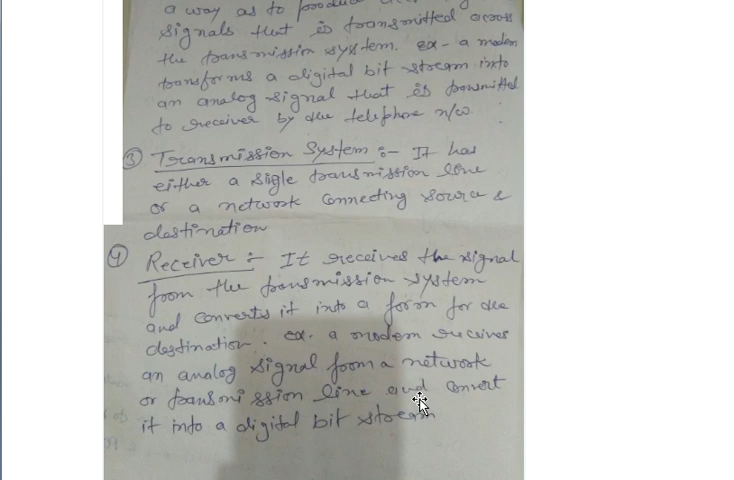 a way as to produce
signals that is transmitted across
the transmission system. ex- a modem
transforms a digital bit stream into
an analog signal that is transmitted
to receiver by the telephone n/w
③ Transmission System :- It has
either a sigle transmission line
or a network connecting source &
destination
④ Receiver :- It receives the signal
from the transmission system
and converts it into a form for the
destination. ex. a modem receives
an analog signal from a network
or transmission line and convert
it into a digital bit stream